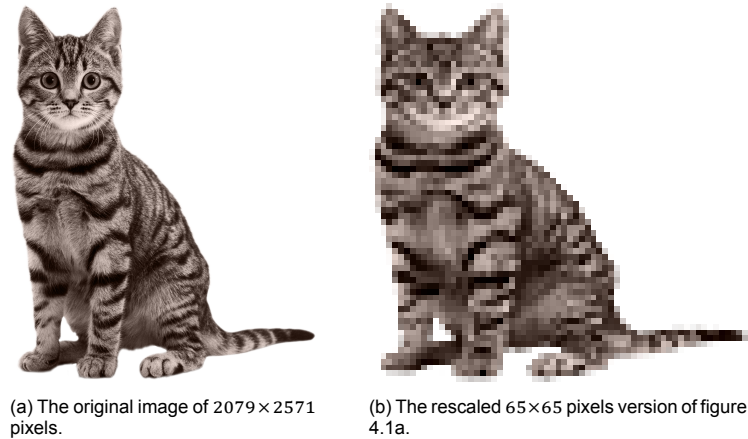 (a) The original image of 2079×2571
pixels.
(b) The rescaled 65×65 pixels version of figure
4.1a.